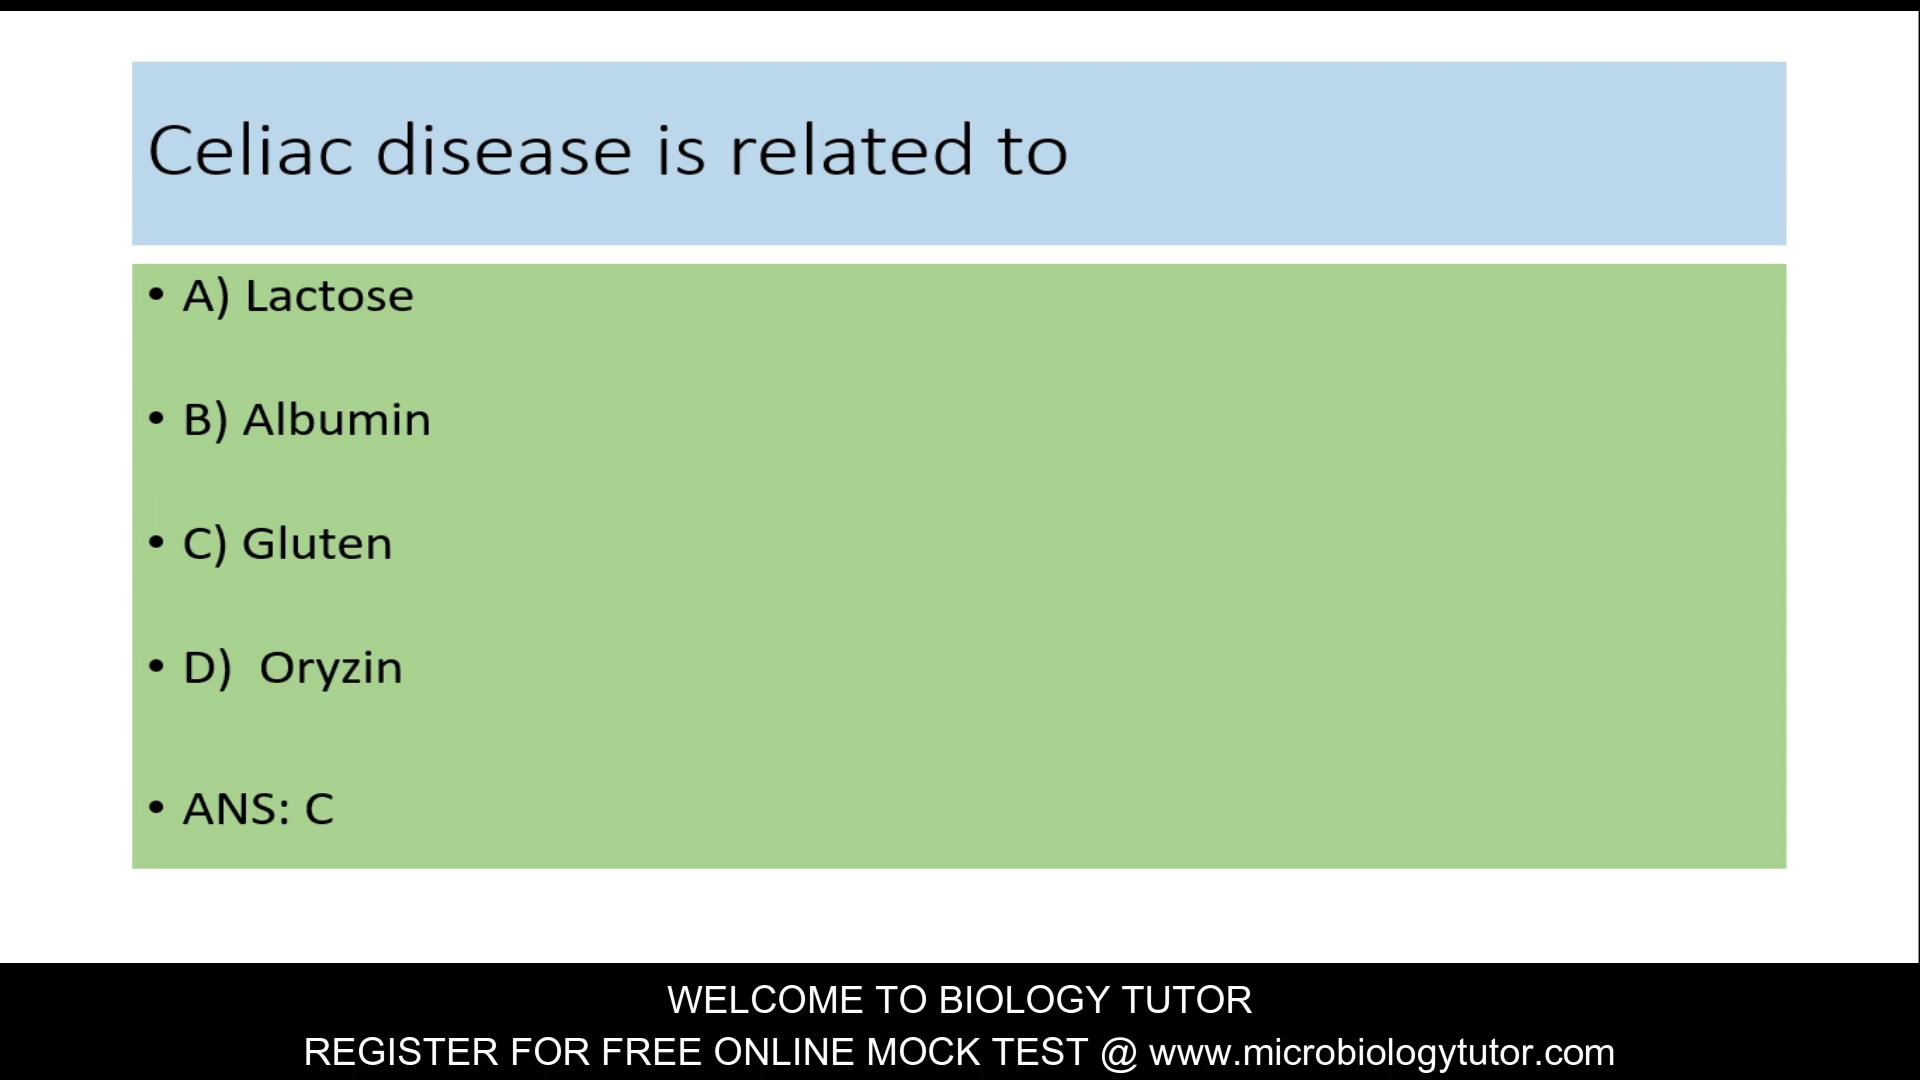 Celiac disease is related to
• A) Lactose
• B) Albumin
• C) Gluten
• D)  Oryzin
• ANS: C
WELCOME TO BIOLOGY TUTOR
REGISTER FOR FREE ONLINE MOCK TEST @ www.microbiologytutor.com